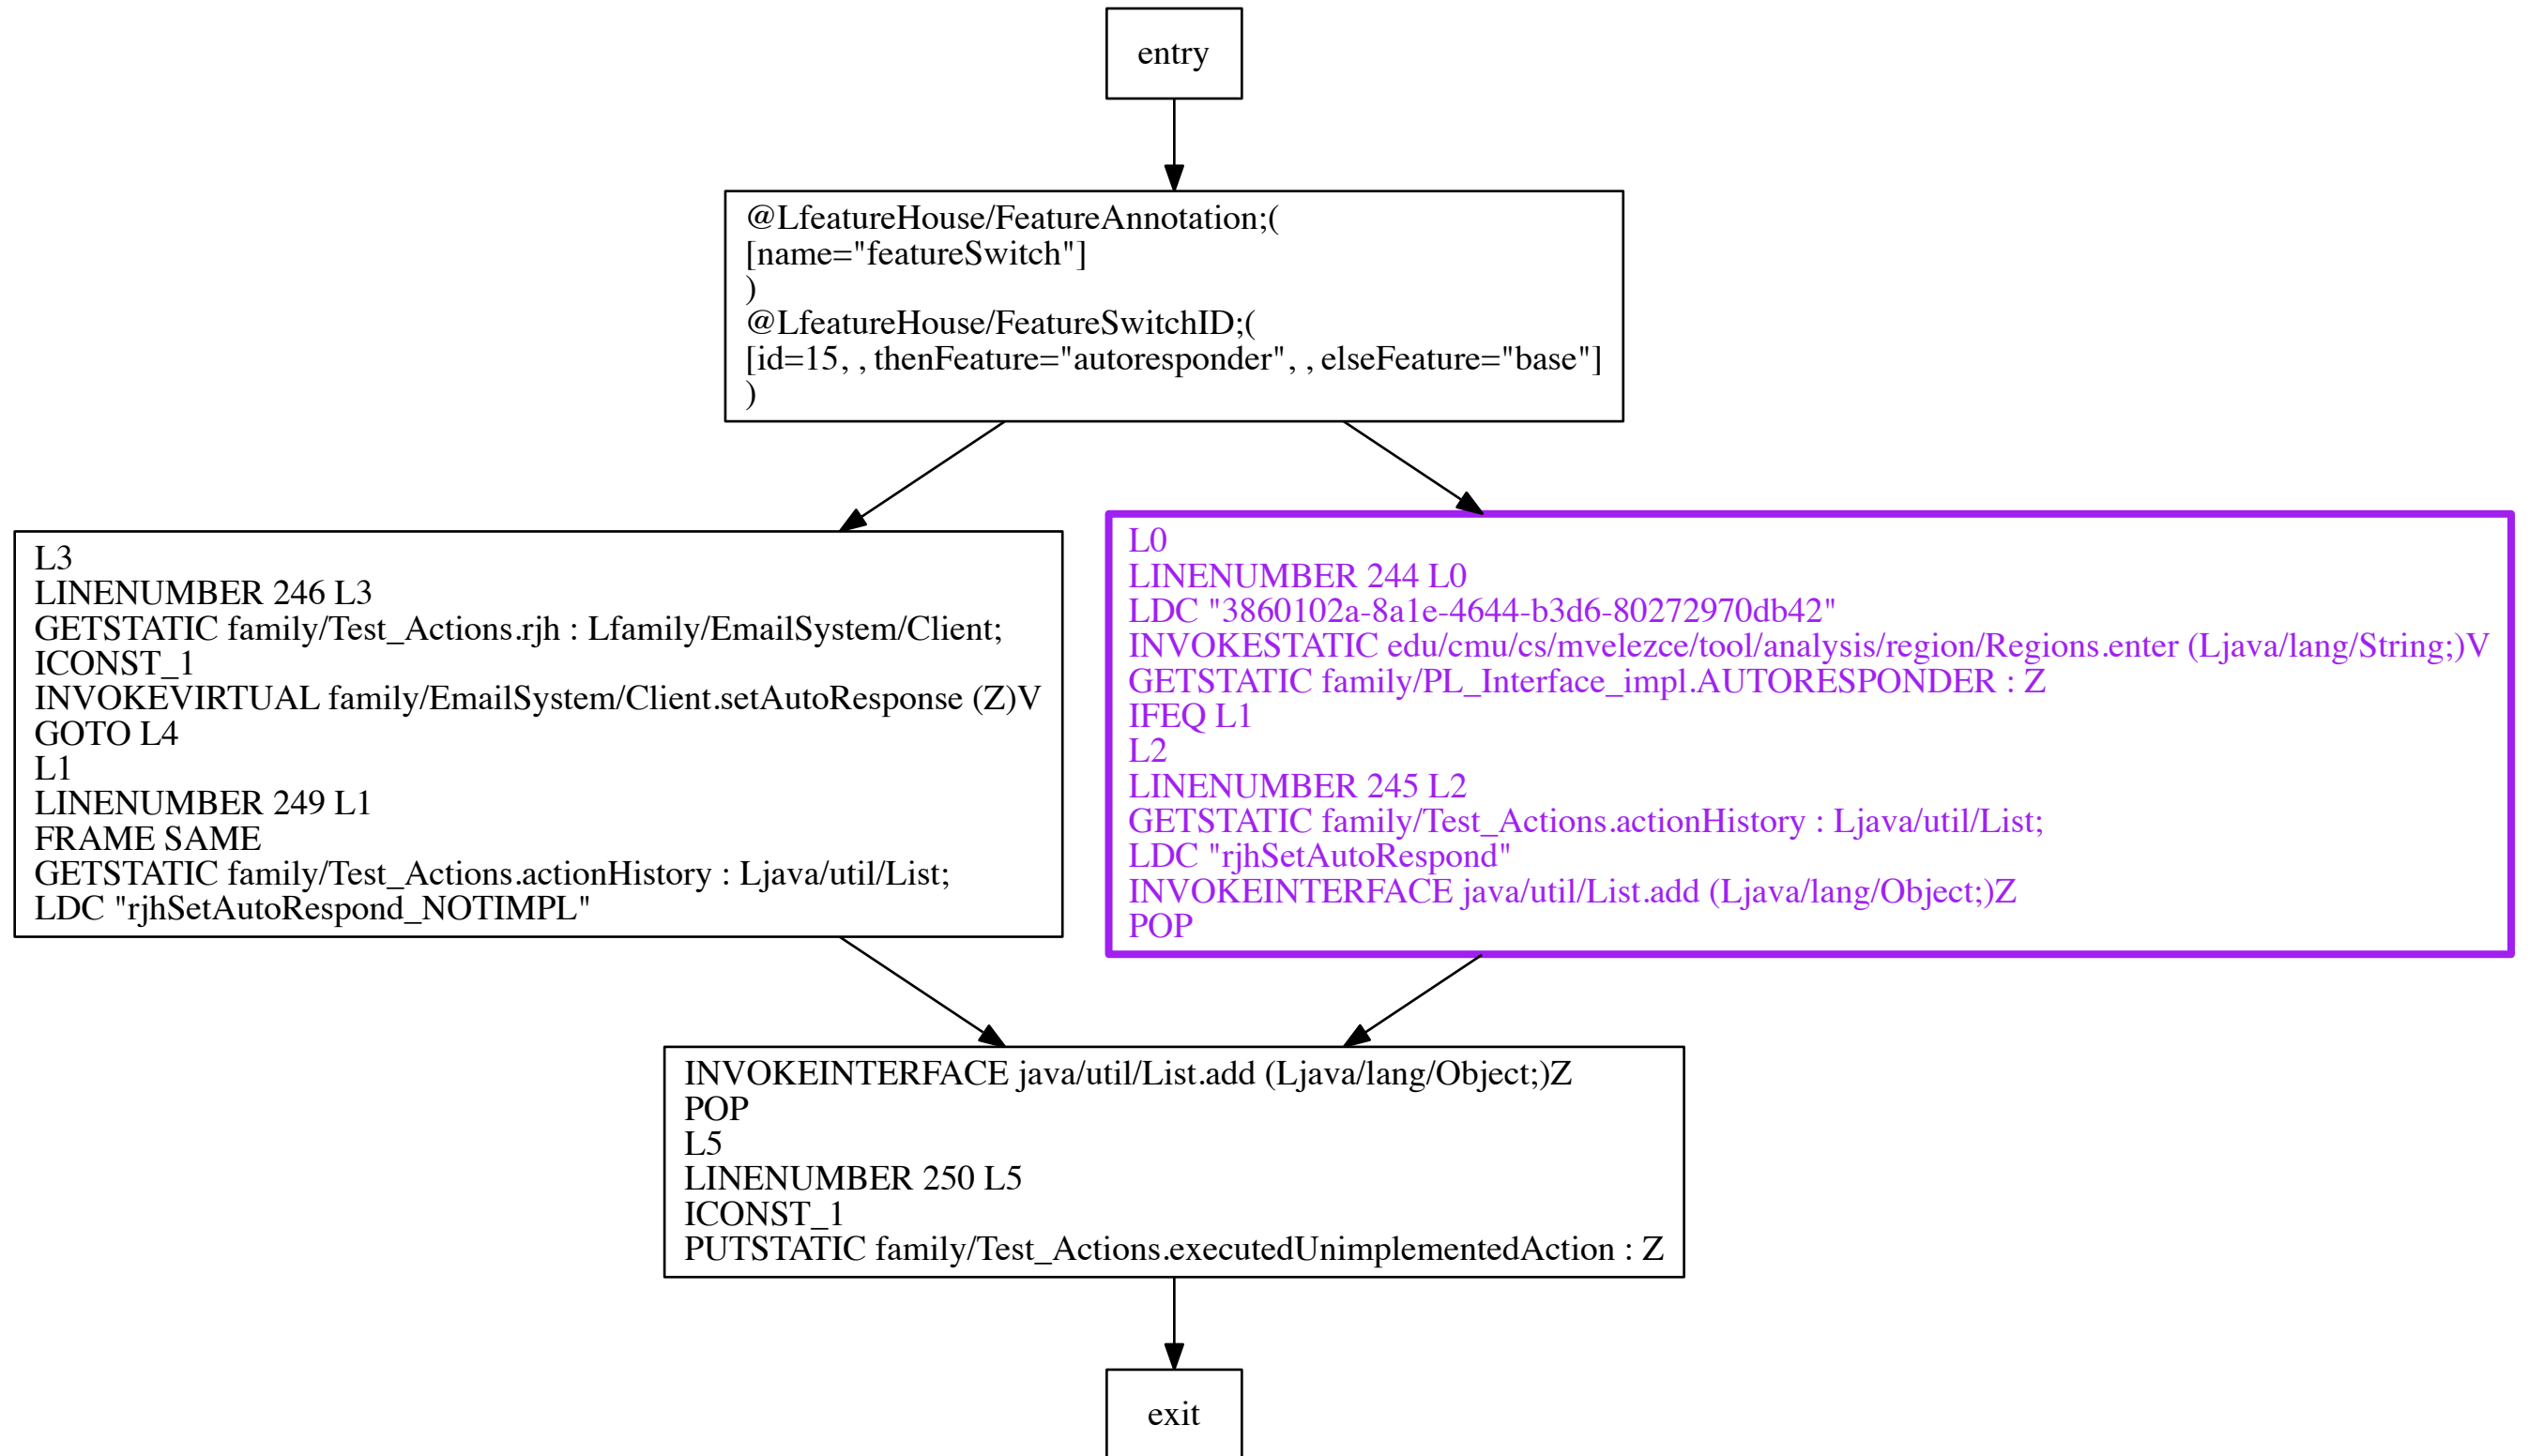 entry
@LfeatureHouse/FeatureAnnotation;(
[name="featureSwitch"]
)
@LfeatureHouse/FeatureSwitchID;(
[id=15, , thenFeature="autoresponder", , elseFeature="base"]
)
L3
LINENUMBER 246 L3
GETSTATIC family/Test_Actions.rjh : Lfamily/EmailSystem/Client;
ICONST_1
INVOKEVIRTUAL family/EmailSystem/Client.setAutoResponse (Z)V
GOTO L4
L1
LINENUMBER 249 L1
FRAME SAME
GETSTATIC family/Test_Actions.actionHistory : Ljava/util/List;
LDC "rjhSetAutoRespond_NOTIMPL"
L0
LINENUMBER 244 L0
LDC "3860102a-8a1e-4644-b3d6-80272970db42"
INVOKESTATIC edu/cmu/cs/mvelezce/tool/analysis/region/Regions.enter (Ljava/lang/String;)V
GETSTATIC family/PL_Interface_impl.AUTORESPONDER : Z
IFEQ L1
L2
LINENUMBER 245 L2
GETSTATIC family/Test_Actions.actionHistory : Ljava/util/List;
LDC "rjhSetAutoRespond"
INVOKEINTERFACE java/util/List.add (Ljava/lang/Object;)Z
POP
INVOKEINTERFACE java/util/List.add (Ljava/lang/Object;)Z
POP
L5
LINENUMBER 250 L5
ICONST_1
PUTSTATIC family/Test_Actions.executedUnimplementedAction : Z
exit